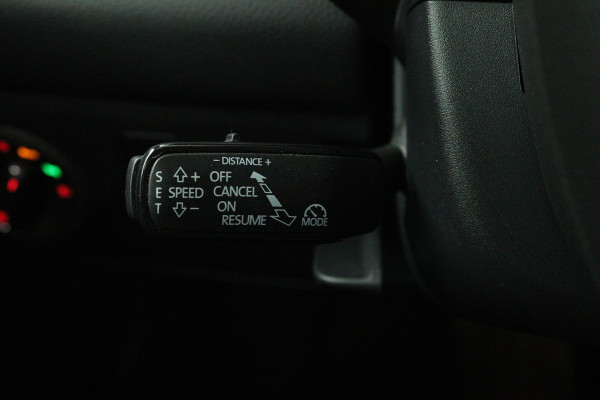 - DISTANCE +
S E T
+ OFF
SPEED CANCEL
- ON
RESUME
MODE